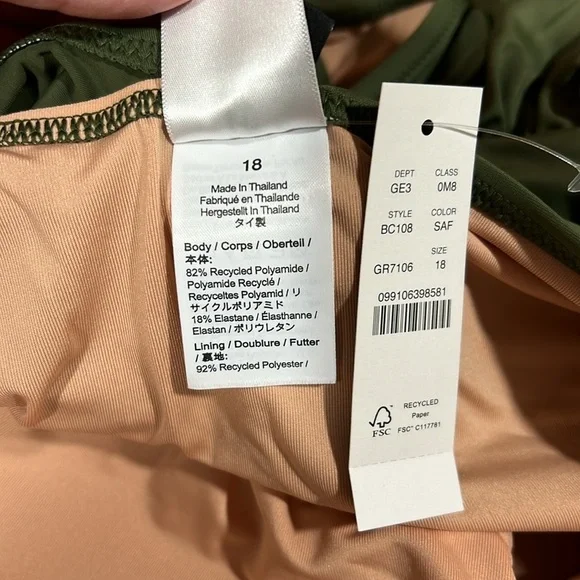 18
Made In Thailand
Fabriqué en Thaïlande
Hergestellt In Thailand
タイ製
Body / Corps / Oberteil /
本体:
82% Recycled Polyamide /
Polyamide Recyclé /
Recyceltes Polyamid / リ
サイクルポリアミド
18% Elastane / Élasthanne /
Elastan / ポリウレタン
Lining / Doublure / Futter
/ 裏地:
92% Recycled Polyester /
DEPT CLASS
GE3 0M8
STYLE COLOR
BC108 SAF
SIZE
GR7106 18
099106398581
RECYCLED
Paper
FSC
FSC® C117781